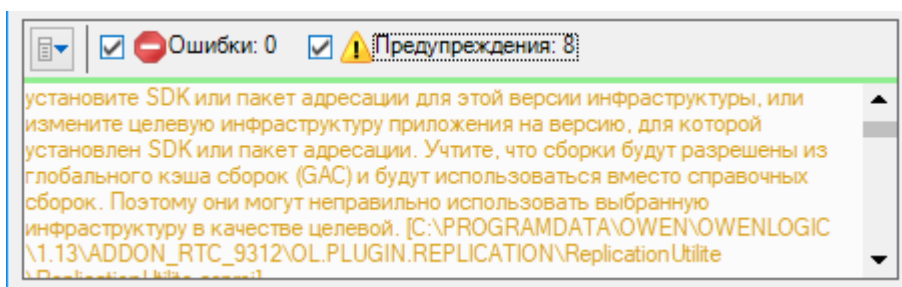 Ошибки: 0 Предупреждения: 8
установите SDK или пакет адресации для этой версии инфраструктуры, или
измените целевую инфраструктуру приложения на версию, для которой
установлен SDK или пакет адресации. Учтите, что сборки будут разрешены из
глобального кэша сборок (GAC) и будут использоваться вместо справочных
сборок. Поэтому они могут неправильно использовать выбранную
инфраструктуру в качестве целевой. [C:\PROGRAMDATA\OWEN\OWENLOGIC
\1.13\ADDON_RTC_9312\OL.PLUGIN.REPLICATION\ReplicationUtilite